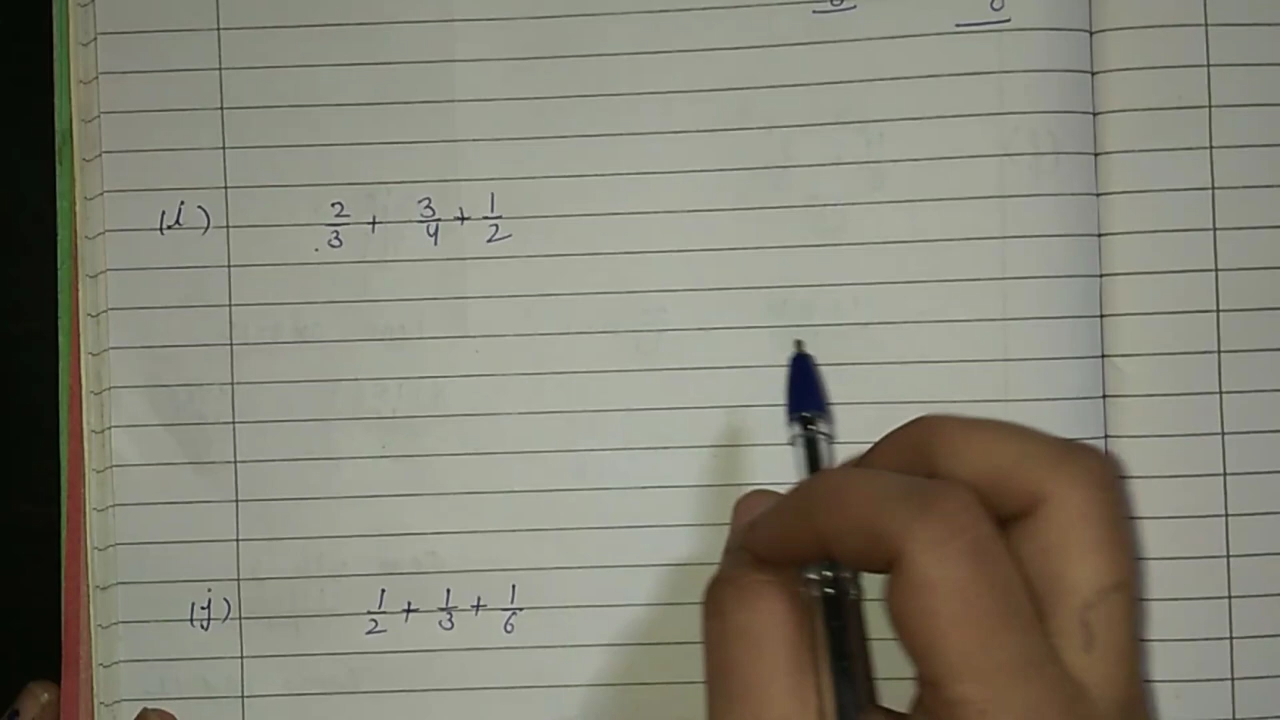 (i) 2/3 + 3/4 + 1/2
(j) 1/2 + 1/3 + 1/6